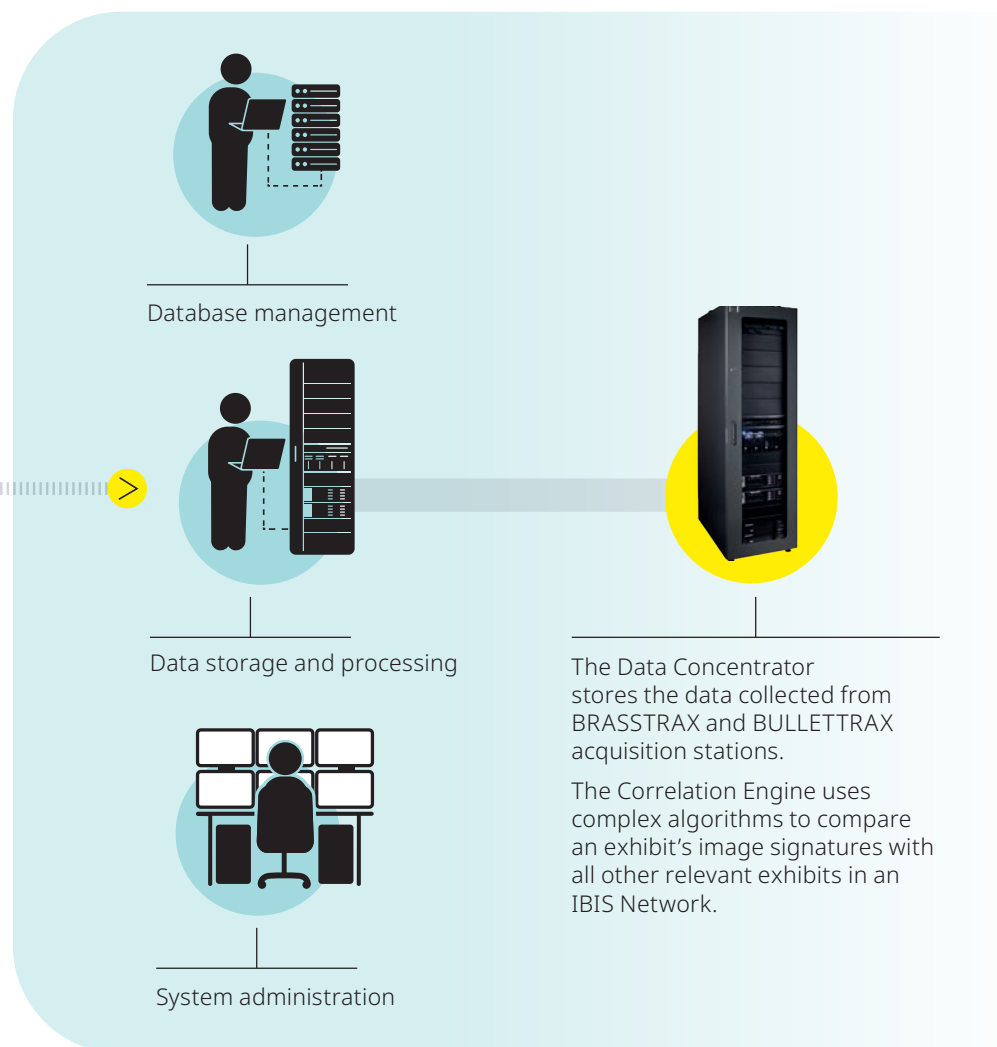 Database management
Data storage and processing
System administration
The Data Concentrator
stores the data collected from
BRASSTRAX and BULLETTRAX
acquisition stations.
The Correlation Engine uses
complex algorithms to compare
an exhibit’s image signatures with
all other relevant exhibits in an
IBIS Network.